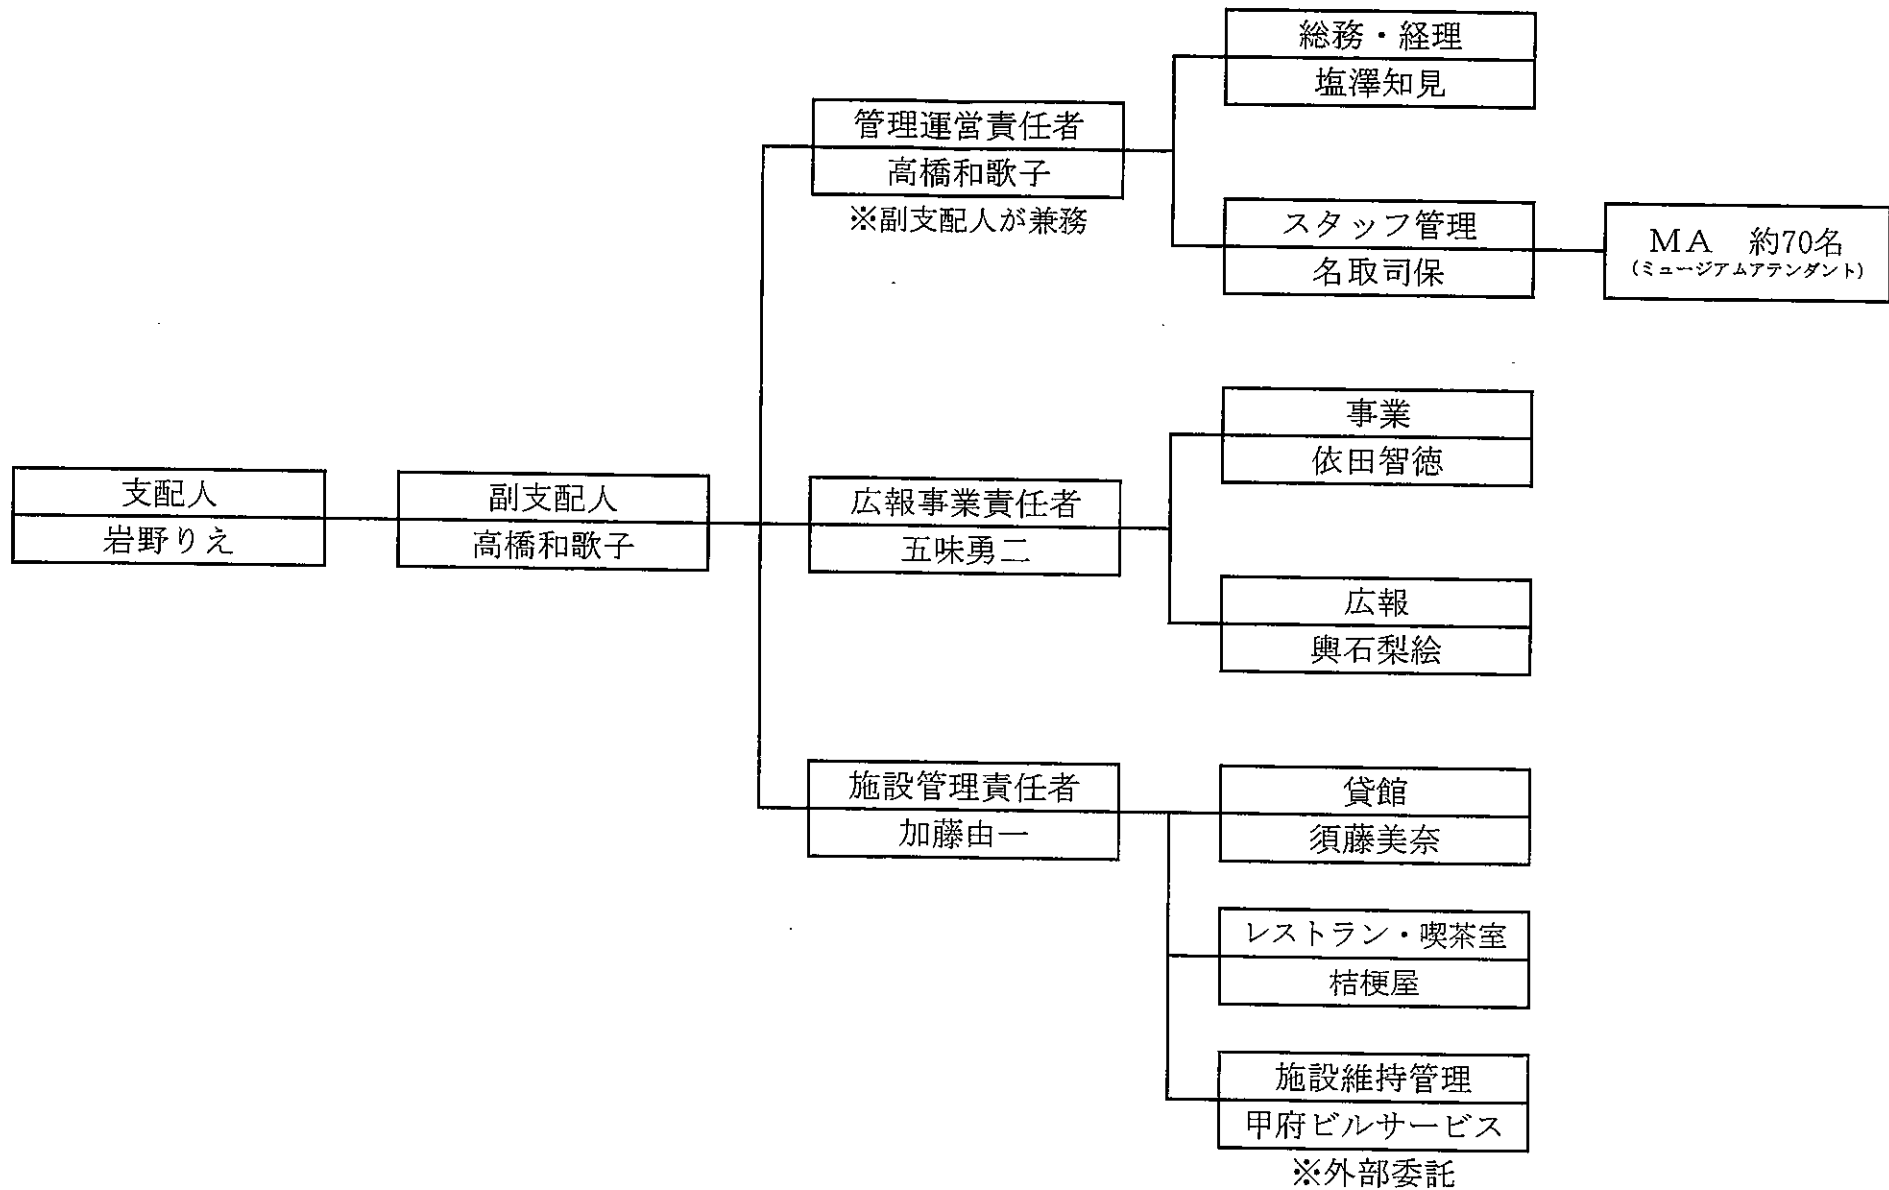 総務・経理
塩澤知見
管理運営責任者
高橋和歌子
※副支配人が兼務
スタッフ管理
名取司保
MA 約70名
(ミュージアムアテンダント)
事業
依田智徳
支配人
岩野りえ
副支配人
高橋和歌子
広報事業責任者
五味勇二
広報
輿石梨絵
施設管理責任者
加藤由一
貸館
須藤美奈
レストラン・喫茶室
桔梗屋
施設維持管理
甲府ビルサービス
※外部委託